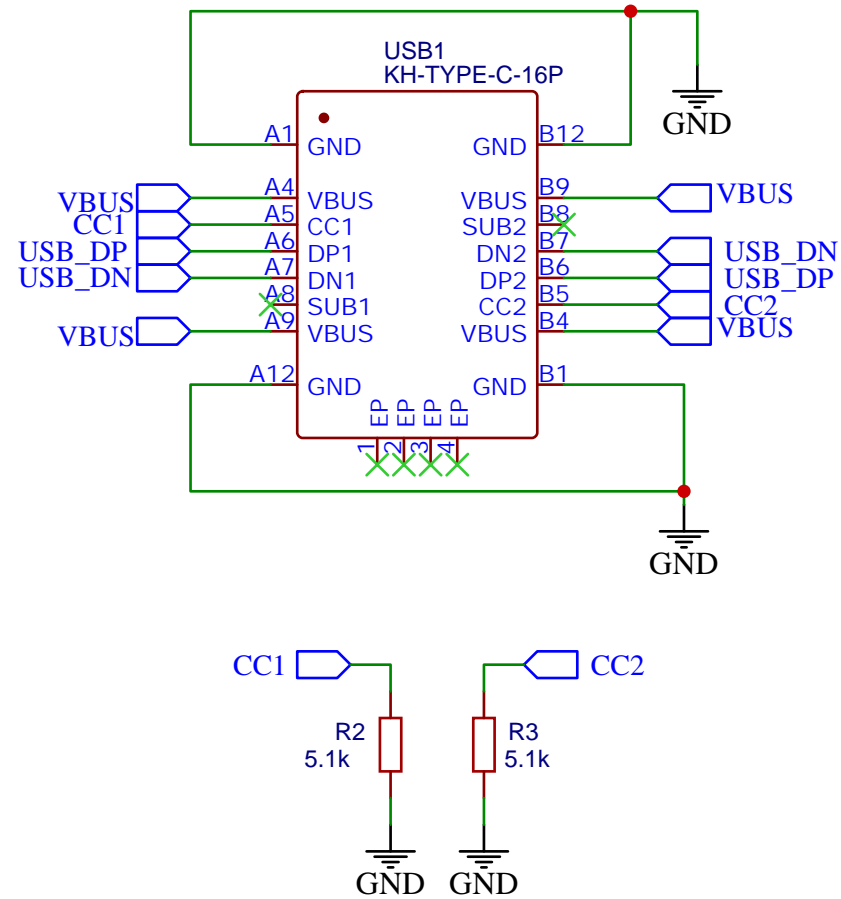 USB1
KH-TYPE-C-16P
GND
A1 GND GND B12
VBUS A4 VBUS VBUS B9 VBUS
CC1 A5 CC1 SUB2 B8
USB_DP A6 DP1 DN2 B7 USB_DN
USB_DN A7 DN1 DP2 B6 USB_DP
A8 SUB1 CC2 B5 CC2
VBUS A9 VBUS VBUS B4 VBUS
A12 GND GND B1
EP EP EP EP
1 2 3 4
GND
CC1 CC2
R2 R3
5.1k 5.1k
GND GND